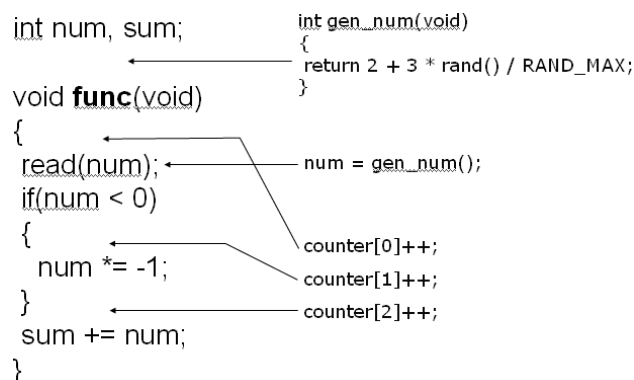 int num, sum;
void func(void)
{
read(num);
if(num < 0)
{
num *= -1;
}
sum += num;
}
int gen_num(void)
{
return 2 + 3 * rand() / RAND_MAX;
}
num = gen_num();
counter[0]++;
counter[1]++;
counter[2]++;